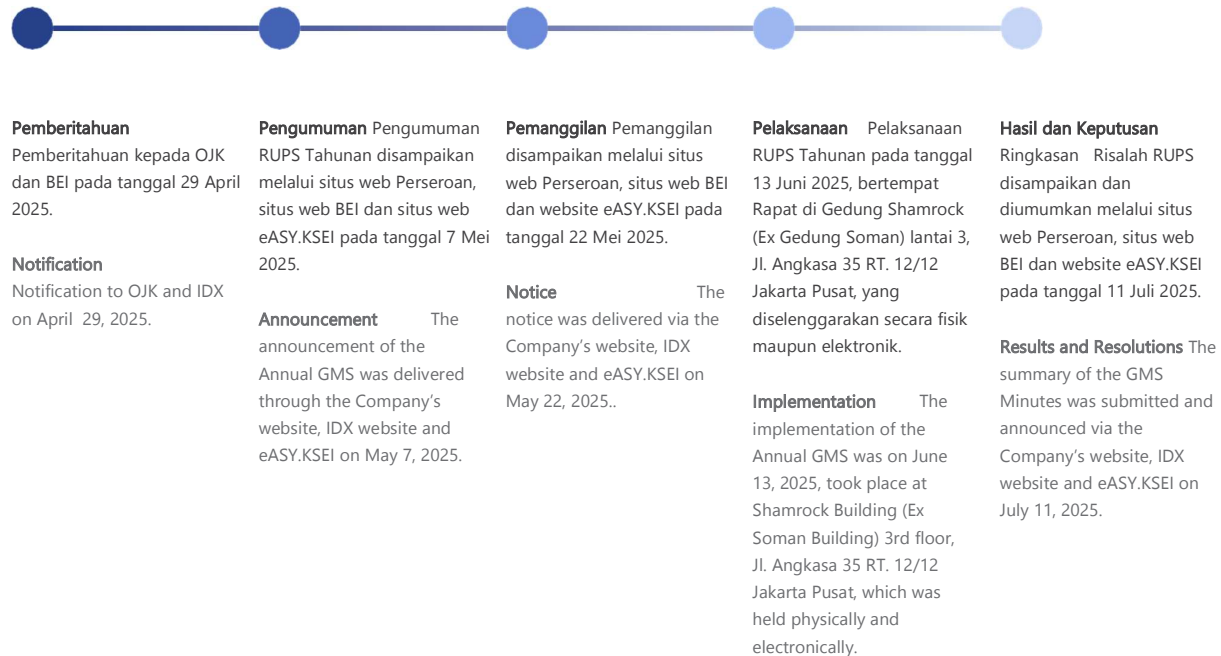 Pemberitahuan
Pemberitahuan kepada OJK
dan BEI pada tanggal 29 April
2025.
Notification
Notification to OJK and IDX
on April 29, 2025.
Pengumuman Pengumuman
RUPS Tahunan disampaikan
melalui situs web Perseroan,
situs web BEI dan situs web
eASY.KSEI pada tanggal 7 Mei
2025.
Announcement The
announcement of the
Annual GMS was delivered
through the Company's
website, IDX website and
eASY.KSEI on May 7, 2025.
Pemanggilan Pemanggilan
disampaikan melalui situs
web Perseroan, situs web BEI
dan website eASY.KSEI pada
tanggal 22 Mei 2025.
Notice The
notice was delivered via the
Company's website, IDX
website and eASY.KSEI on
May 22, 2025..
Pelaksanaan Pelaksanaan
RUPS Tahunan pada tanggal
13 Juni 2025, bertempat
Rapat di Gedung Shamrock
(Ex Gedung Soman) lantai 3,
Jl. Angkasa 35 RT. 12/12
Jakarta Pusat, yang
diselenggarakan secara fisik
maupun elektronik.
Implementation The
implementation of the
Annual GMS was on June
13, 2025, took place at
Shamrock Building (Ex
Soman Building) 3rd floor,
Jl. Angkasa 35 RT. 12/12
Jakarta Pusat, which was
held physically and
electronically.
Hasil dan Keputusan
Ringkasan Risalah RUPS
disampaikan dan
diumumkan melalui situs
web Perseroan, situs web
BEI dan website eASY.KSEI
pada tanggal 11 Juli 2025.
Results and Resolutions The
summary of the GMS
Minutes was submitted and
announced via the
Company's website, IDX
website and eASY.KSEI on
July 11, 2025.